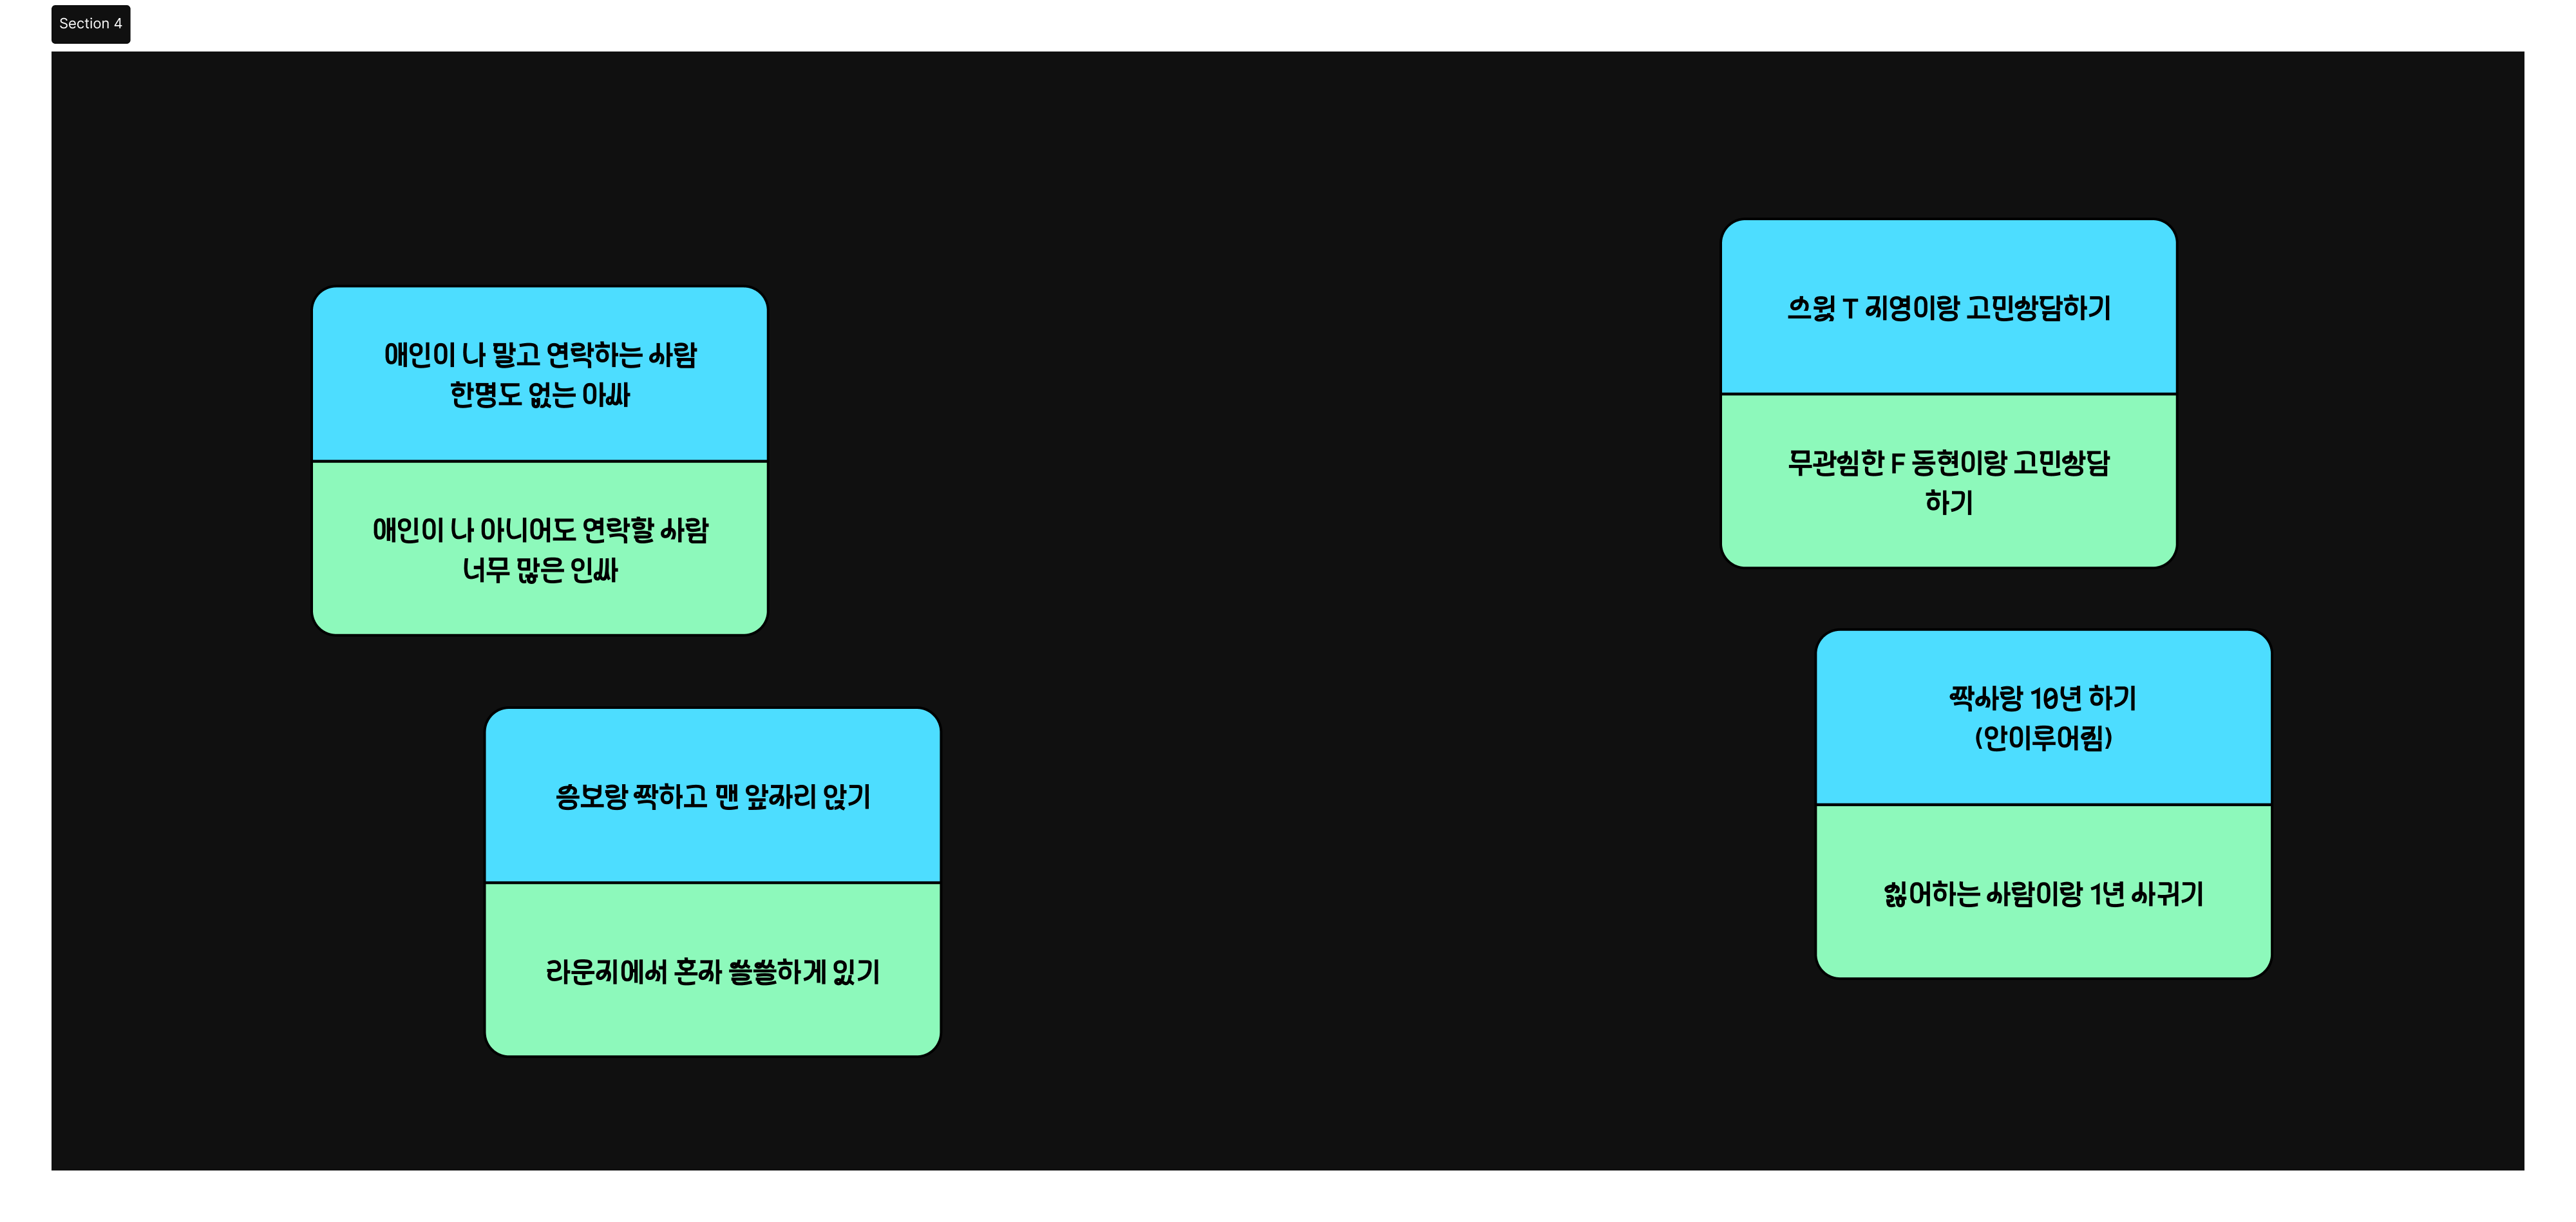 Section 4
애인이 나 말고 연락하는 사람
한명도 없는 아싸
애인이 나 아니어도 연락할 사람
너무 많은 인싸
승보랑 짝하고 맨 앞자리 앉기
라운지에서 혼자 쓸쓸하게 있기
스윗 T 지영이랑 고민상담하기
무관심한 F 동현이랑 고민상담
하기
짝사랑 10년 하기
(안이루어짐)
싫어하는 사람이랑 1년 사귀기